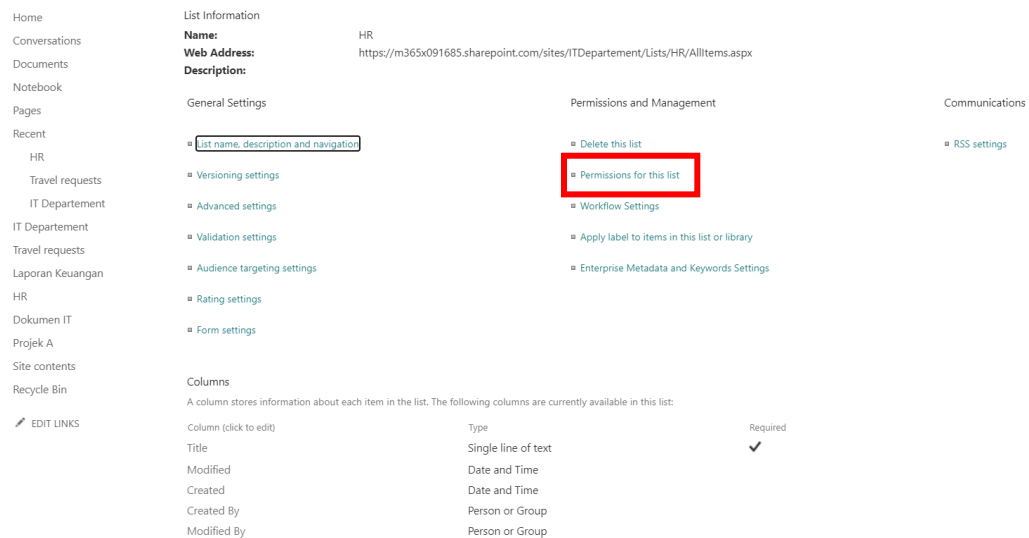 Home
Conversations
Documents
Notebook
Pages
Recent
HR
Travel requests
IT Departement
IT Departement
Travel requests
Laporan Keuangan
HR
Dokumen IT
Projek A
Site contents
Recycle Bin
EDIT LINKS
List Information
Name: HR
Web Address: https://m365x091685.sharepoint.com/sites/ITDepartement/Lists/HR/AllItems.aspx
Description:
General Settings
List name, description and navigation
Versioning settings
Advanced settings
Validation settings
Audience targeting settings
Rating settings
Form settings
Permissions and Management
Delete this list
Permissions for this list
Workflow Settings
Apply label to items in this list or library
Enterprise Metadata and Keywords Settings
Communications
RSS settings
Columns
A column stores information about each item in the list. The following columns are currently available in this list:
Column (click to edit) Type Required
Title Single line of text
Modified Date and Time
Created Date and Time
Created By Person or Group
Modified By Person or Group